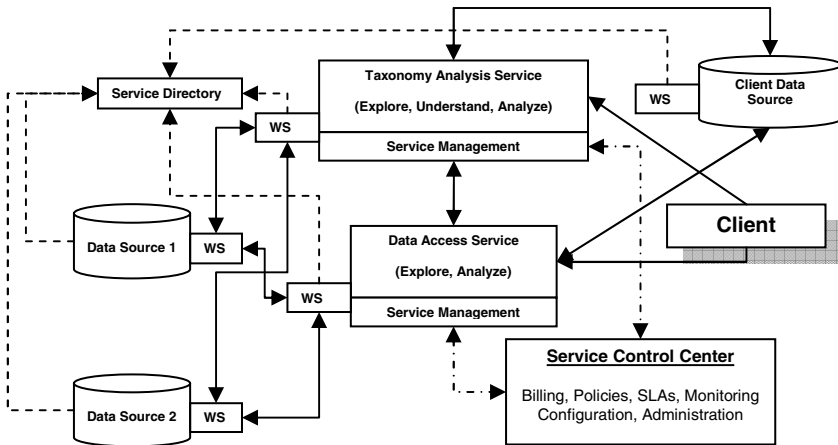 Taxonomy Analysis Service
(Explore, Understand, Analyze)
Service Management
Service Directory
WS
WS
Client Data
Source
Client
Data Source 1
WS
Data Access Service
(Explore, Analyze)
WS
Service Management
Service Control Center
Billing, Policies, SLAs, Monitoring
Configuration, Administration
Data Source 2
WS